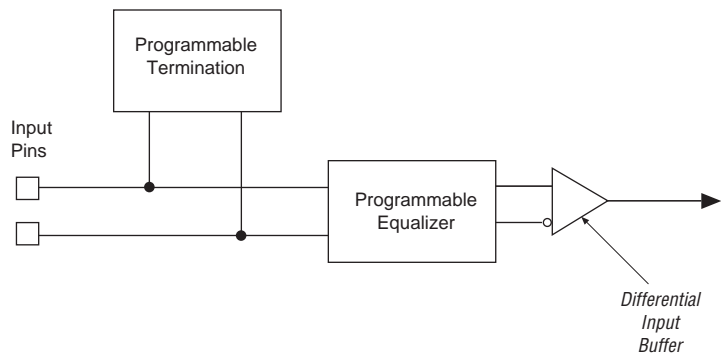 Programmable
Termination
Input
Pins
Programmable
Equalizer
Differential
Input
Buffer